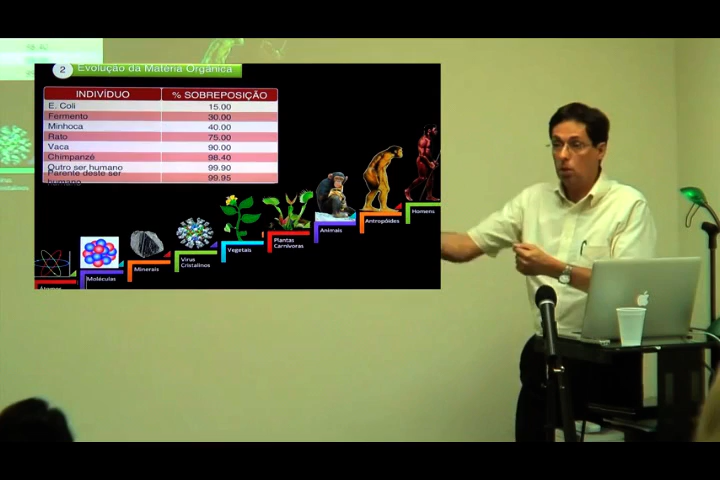 2 Evolução da Matéria Orgânica
INDIVÍDUO % SOBREPOSIÇÃO
E. Coli 15.00
Fermento 30.00
Minhoca 40.00
Rato 75.00
Vaca 90.00
Chimpanzé 98.40
Outro ser humano 99.90
Parente deste ser humano 99.95
Átomos
Moléculas
Minerais
Virus
Cristalinos
Vegetais
Plantas
Carnívoras
Animais
Antropóides
Homens